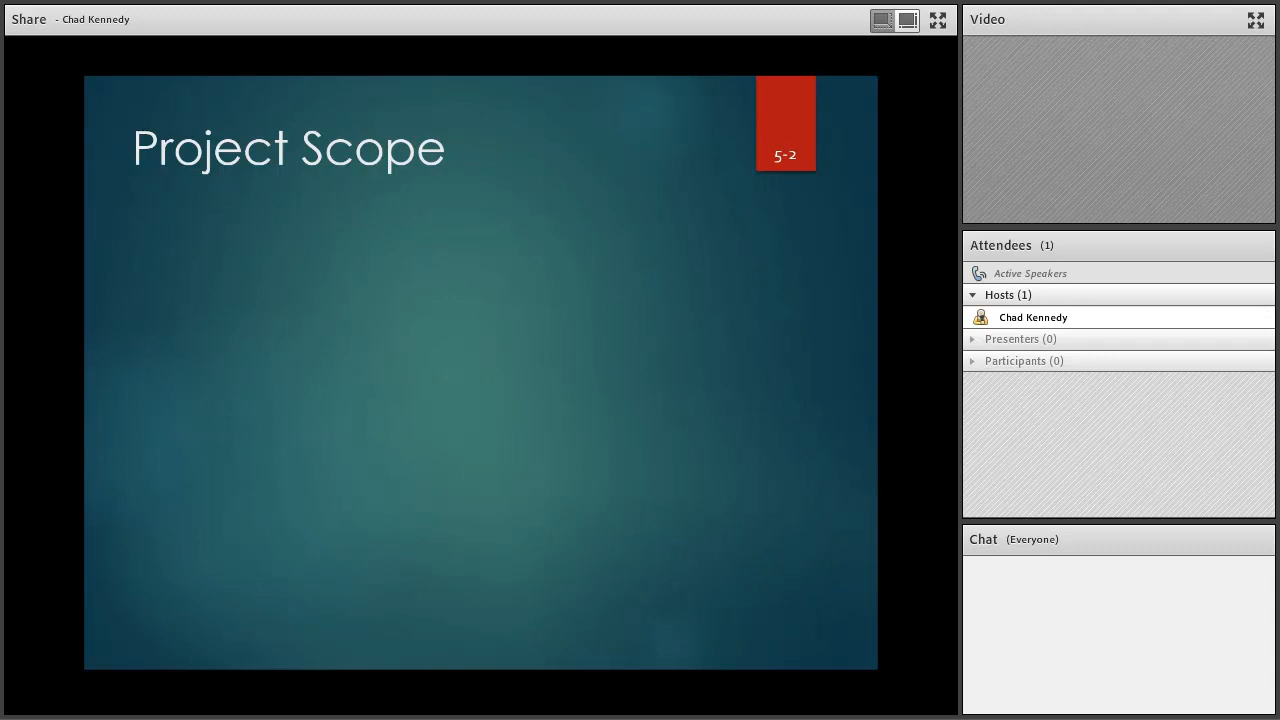 Share - Chad Kennedy
Project Scope
5-2
Video
Attendees (1)
Active Speakers
Hosts (1)
Chad Kennedy
Presenters (0)
Participants (0)
Chat (Everyone)